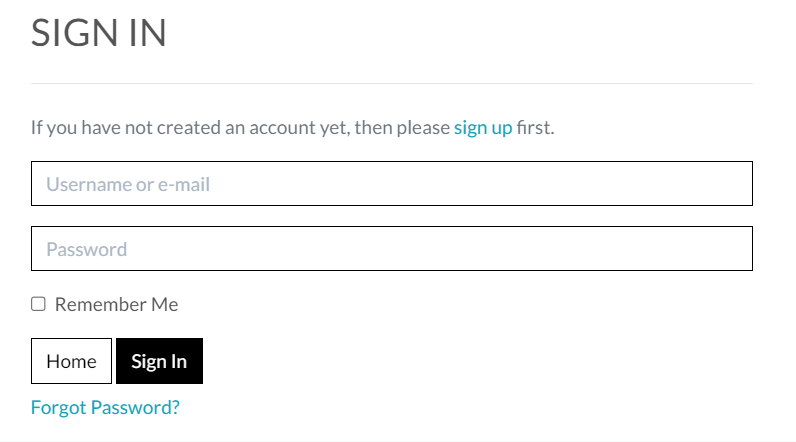 SIGN IN
If you have not created an account yet, then please sign up first.
Username or e-mail
Password
Remember Me
Home Sign In
Forgot Password?